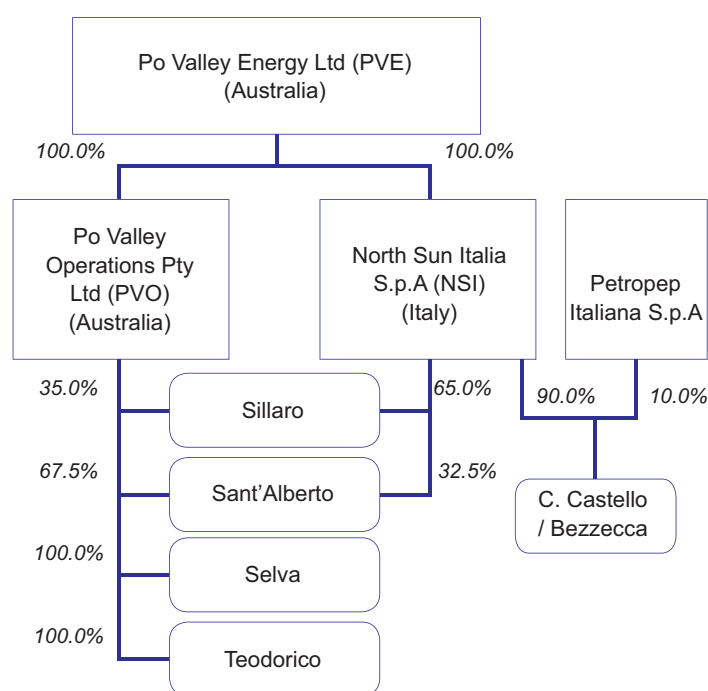 Po Valley Energy Ltd (PVE)
(Australia)
100.0%
100.0%
Po Valley
Operations Pty
Ltd (PVO)
(Australia)
North Sun Italia
S.p.A (NSI)
(Italy)
Petropep
Italiana S.p.A
35.0%
65.0%
90.0%
10.0%
Sillaro
67.5%
32.5%
Sant’Alberto
C. Castello
/ Bezzecca
100.0%
Selva
100.0%
Teodorico